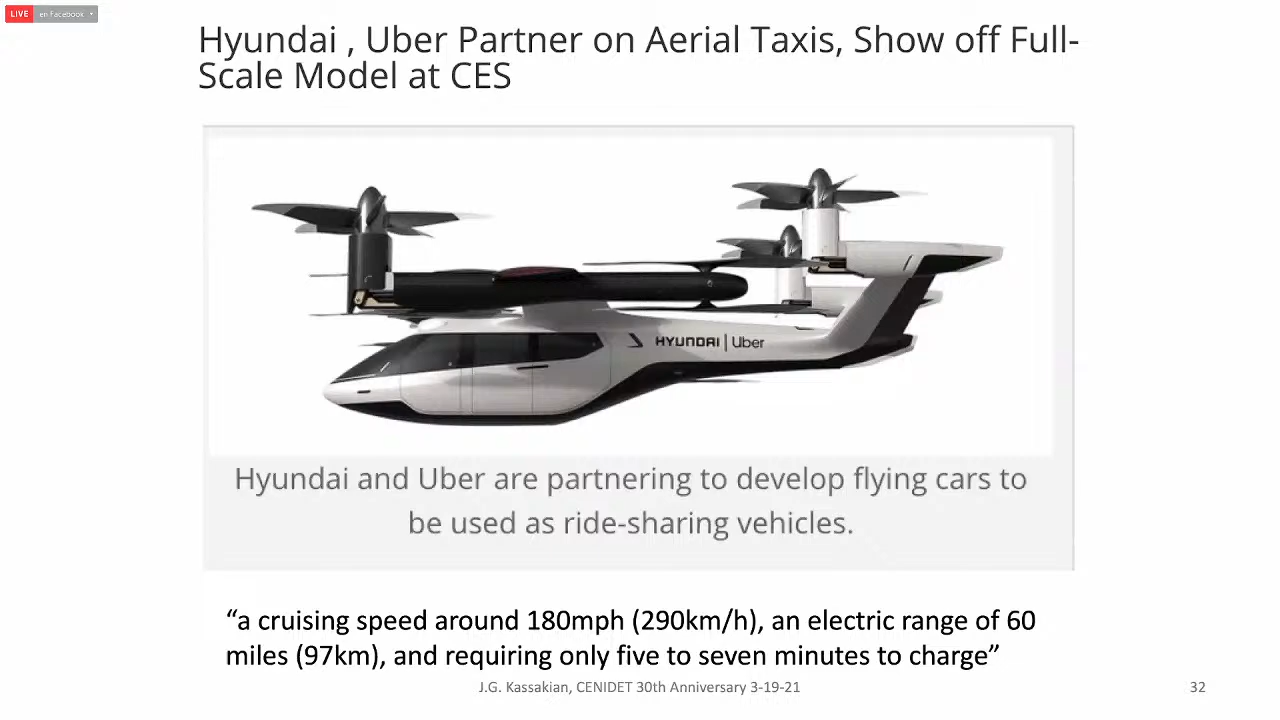 LIVE en Facebook
Hyundai , Uber Partner on Aerial Taxis, Show off Full-
Scale Model at CES
HYUNDAI | Uber
Hyundai and Uber are partnering to develop flying cars to
be used as ride-sharing vehicles.
“a cruising speed around 180mph (290km/h), an electric range of 60
miles (97km), and requiring only five to seven minutes to charge”
J.G. Kassakian, CENIDET 30th Anniversary 3-19-21
32